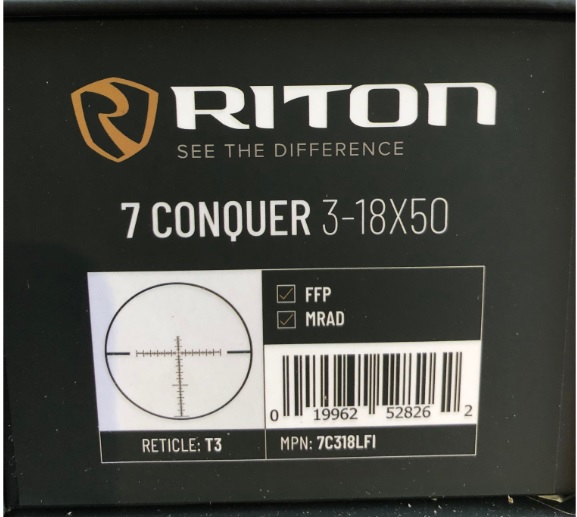 RITON
SEE THE DIFFERENCE
7 CONQUER 3-18X50
FFP
MRAD
0 19962 52826 2
RETICLE: T3
MPN: 7C318LFI